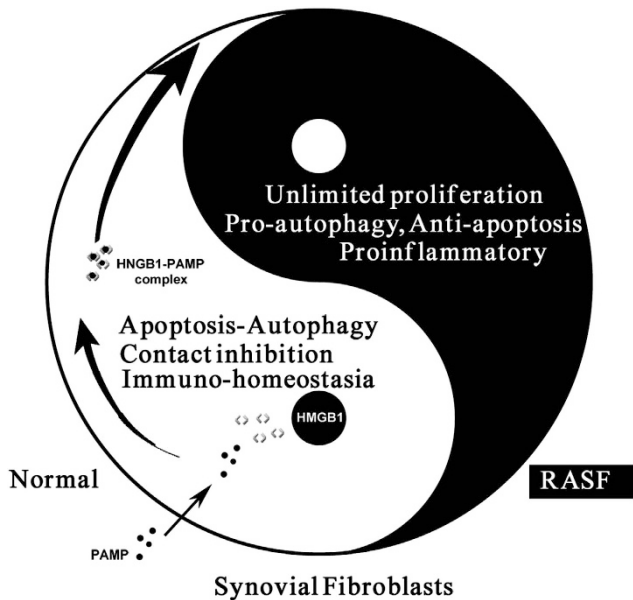 Unlimited proliferation
Pro-autophagy, Anti-apoptosis
Proinflammatory
HNGB1-PAMP
complex
Apoptosis-Autophagy
Contact inhibition
Immuno-homeostasia
HMGB1
Normal
RASF
PAMP
Synovial Fibroblasts